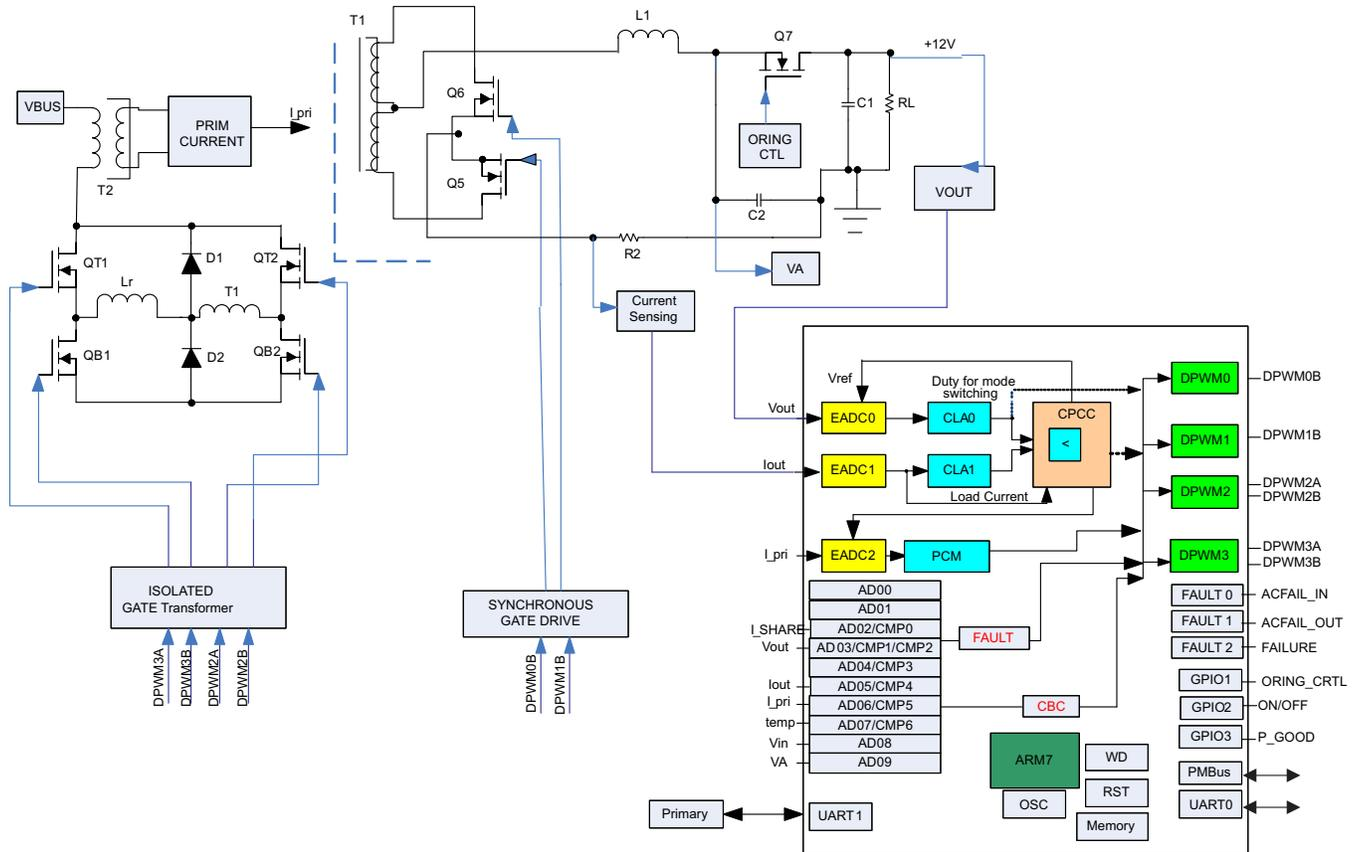 T1
L1
Q7
+12V
VBUS
PRIM
CURRENT
I_pri
T2
Q6
Q5
ORING
CTL
C1
RL
VOUT
C2
R2
VA
QT1
D1
QT2
Lr
T1
QB1
D2
QB2
Current
Sensing
Vref
Duty for mode
switching
Vout
EADC0
CLA0
CPCC
<
DPWM0
DPWM0B
DPWM1
DPWM1B
Iout
EADC1
CLA1
Load Current
DPWM2
DPWM2A
DPWM2B
I_pri
EADC2
PCM
DPWM3
DPWM3A
DPWM3B
ISOLATED
GATE Transformer
DPWM3A
DPWM3B
DPWM2A
DPWM2B
SYNCHRONOUS
GATE DRIVE
DPWM0B
DPWM1B
AD00
AD01
I_SHARE
AD02/CMP0
Vout
AD03/CMP1/CMP2
AD04/CMP3
Iout
AD05/CMP4
I_pri
AD06/CMP5
temp
AD07/CMP6
Vin
AD08
VA
AD09
FAULT
CBC
FAULT 0
ACFAIL_IN
FAULT 1
ACFAIL_OUT
FAULT 2
FAILURE
GPIO1
ORING_CRTL
GPIO2
ON/OFF
GPIO3
P_GOOD
ARM7
WD
OSC
RST
Memory
PMBus
UART0
Primary
UART1